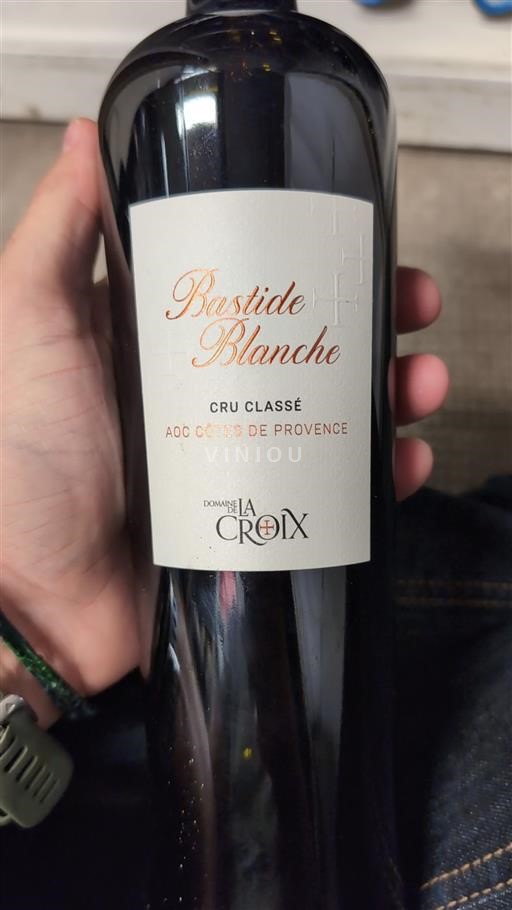 Bastide
Blanche
CRU CLASSÉ
AOC CÔTES DE PROVENCE
VINIOU
DOMAINE
DE LA
CROIX